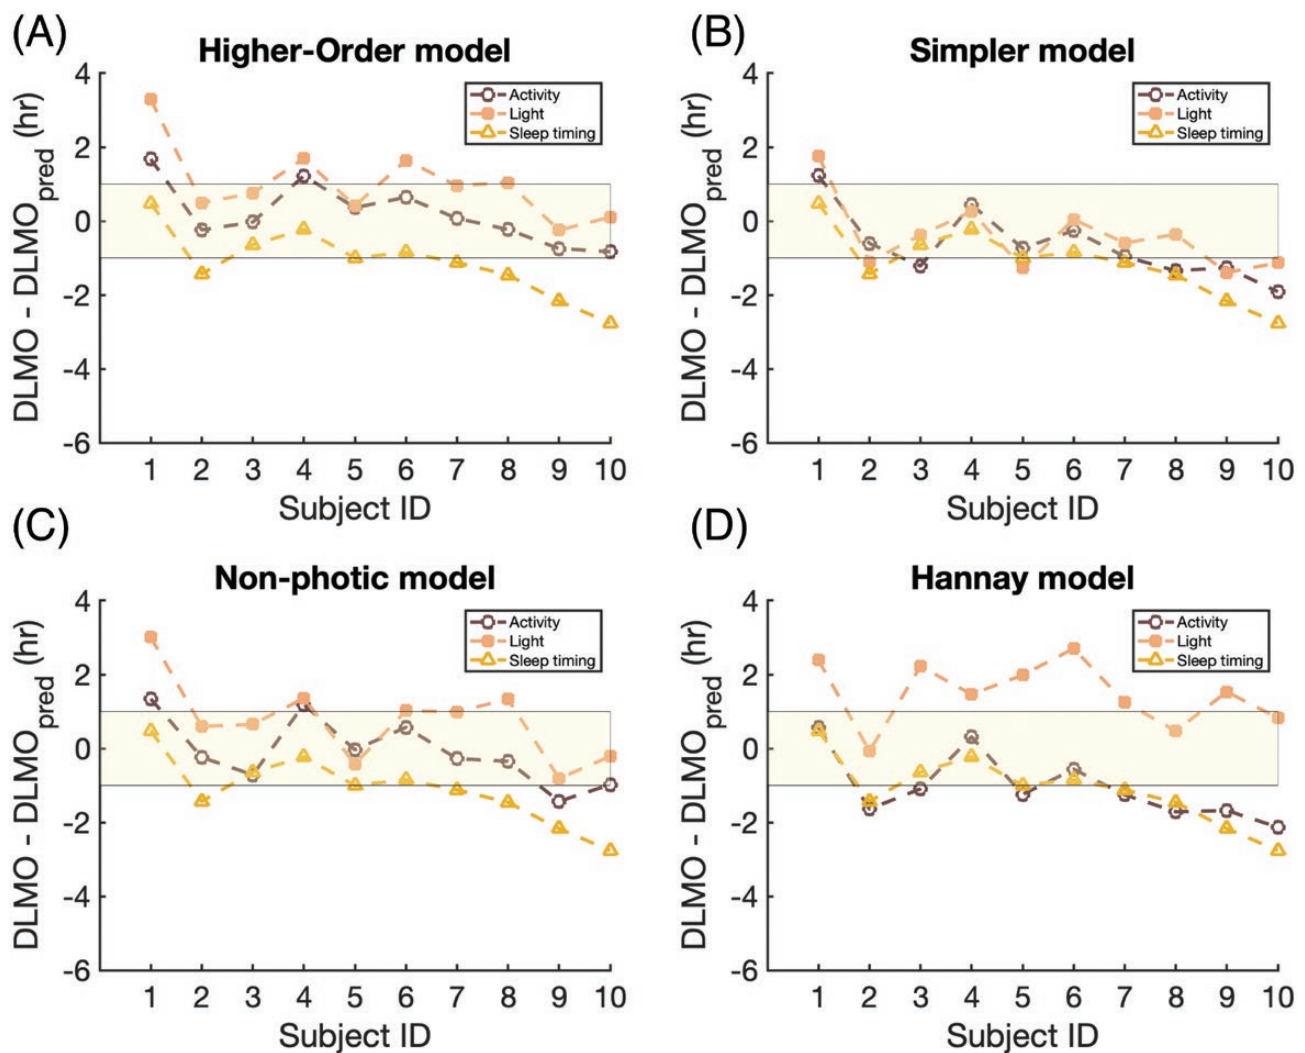 (A)
Higher-Order model
DLMO - DLMOpred (hr)
4
2
0
-2
-4
-6
Activity
Light
Sleep timing
1 2 3 4 5 6 7 8 9 10
Subject ID
(B)
Simpler model
DLMO - DLMOpred (hr)
4
2
0
-2
-4
-6
Activity
Light
Sleep timing
1 2 3 4 5 6 7 8 9 10
Subject ID
(C)
Non-photic model
DLMO - DLMOpred (hr)
4
2
0
-2
-4
-6
Activity
Light
Sleep timing
1 2 3 4 5 6 7 8 9 10
Subject ID
(D)
Hannay model
DLMO - DLMOpred (hr)
4
2
0
-2
-4
-6
Activity
Light
Sleep timing
1 2 3 4 5 6 7 8 9 10
Subject ID